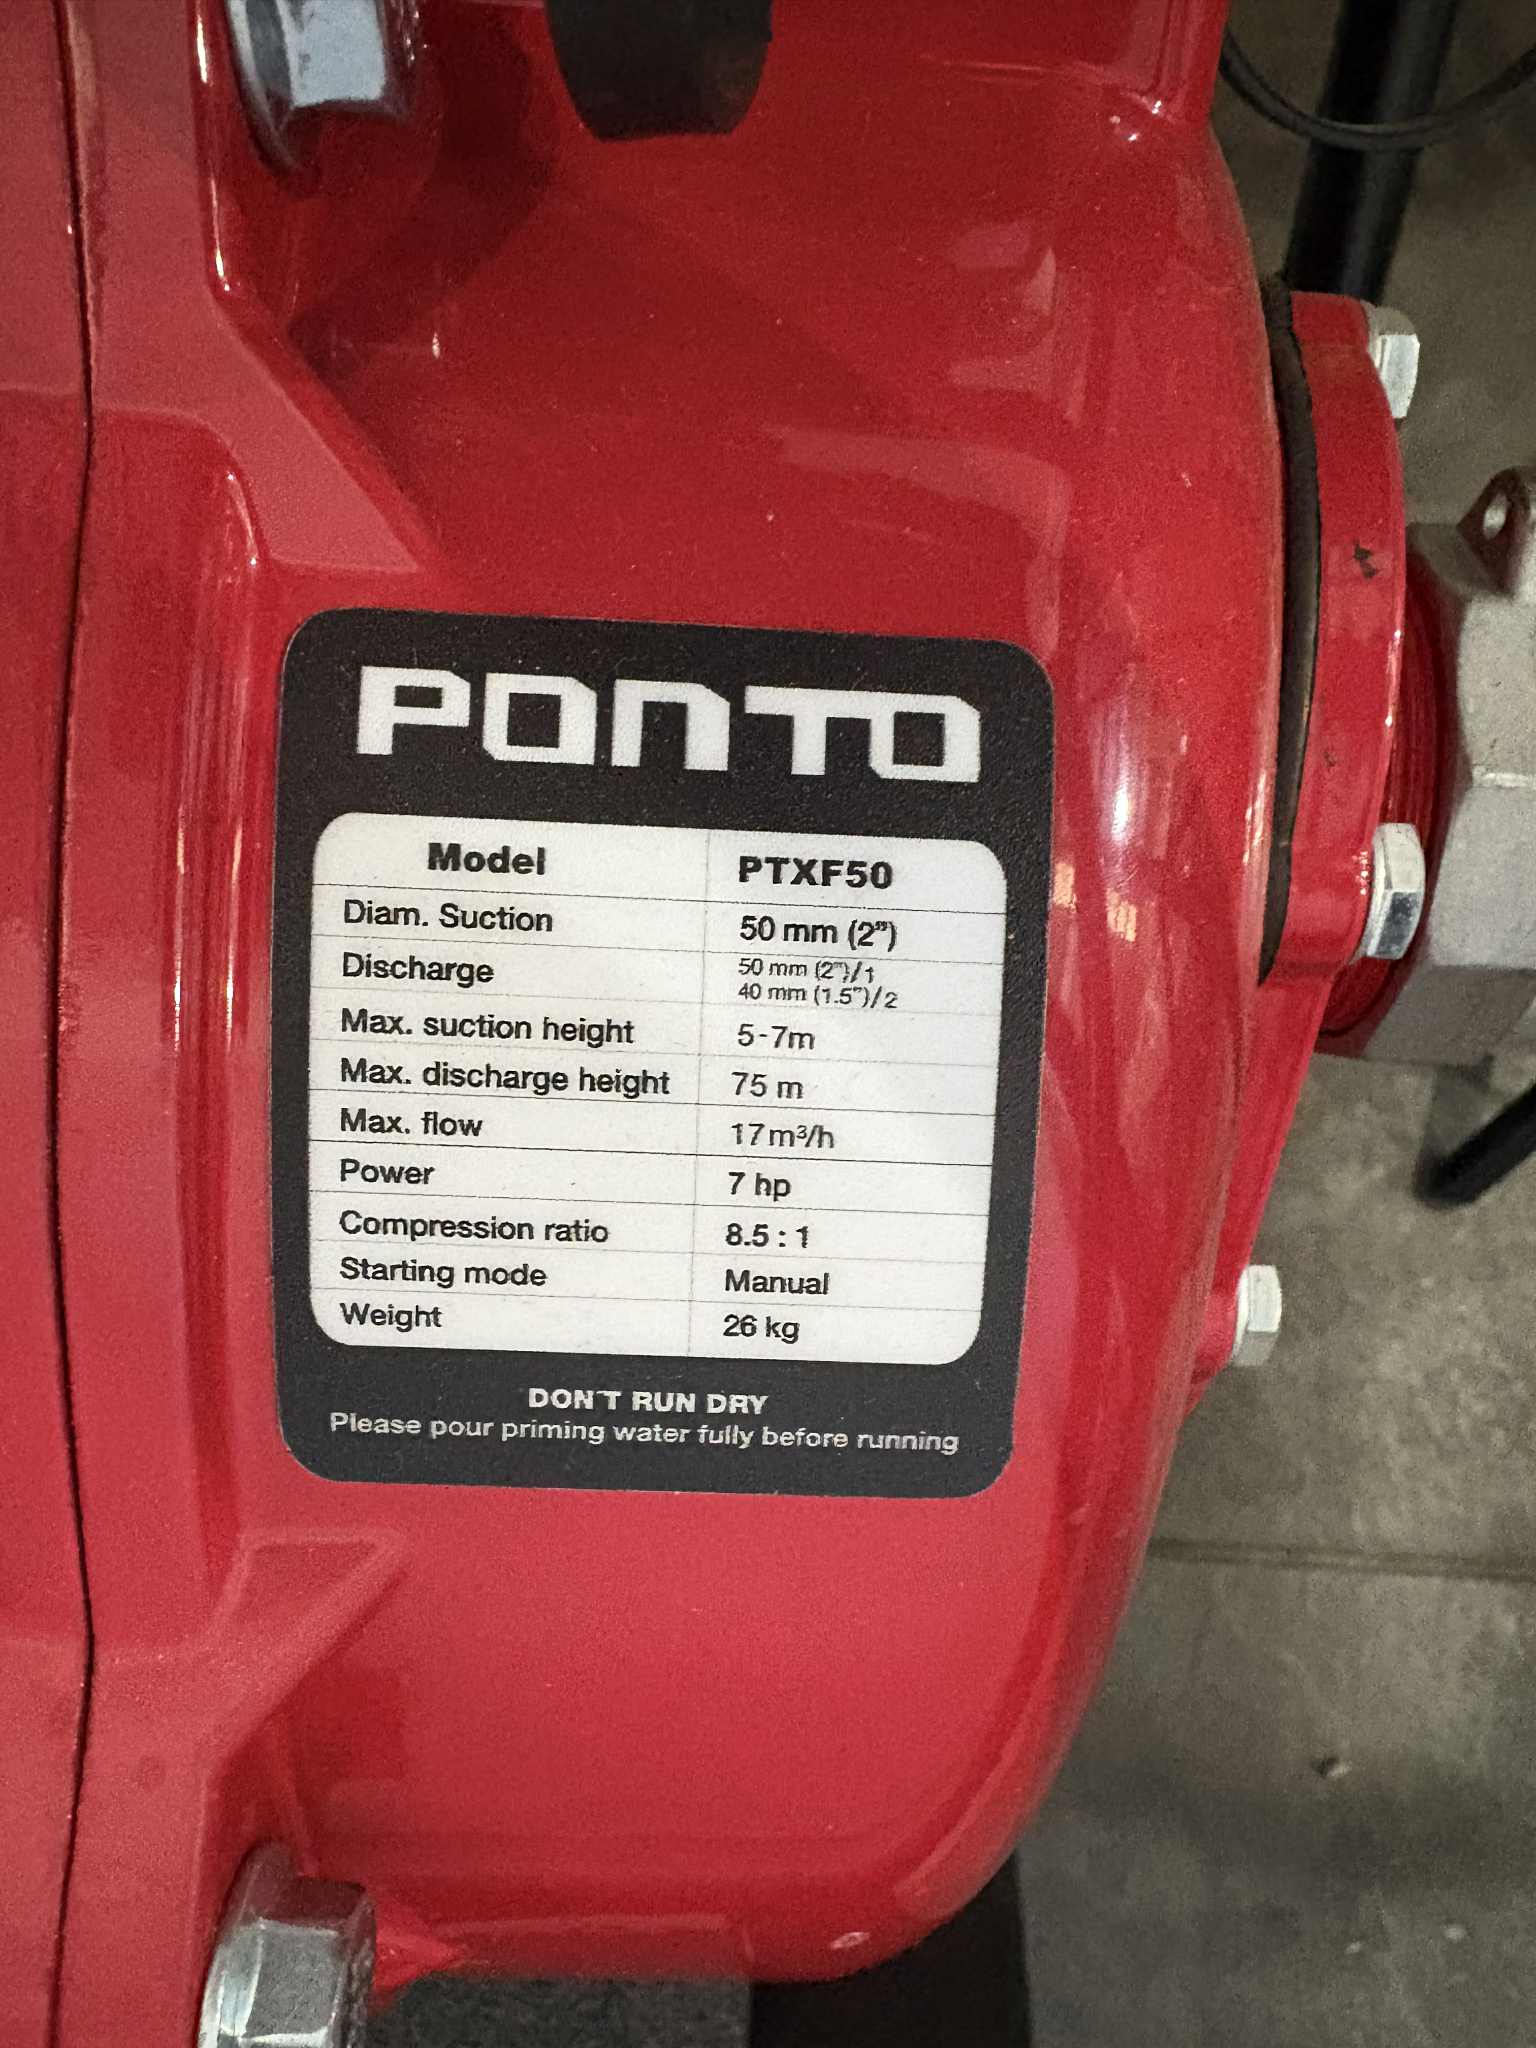 PONTO
Model PTXF50
Diam. Suction 50 mm (2")
Discharge 50 mm (2")/1
40 mm (1.5")/2
Max. suction height 5-7m
Max. discharge height 75 m
Max. flow 17m³/h
Power 7 hp
Compression ratio 8.5 : 1
Starting mode Manual
Weight 26 kg
DON'T RUN DRY
Please pour priming water fully before running